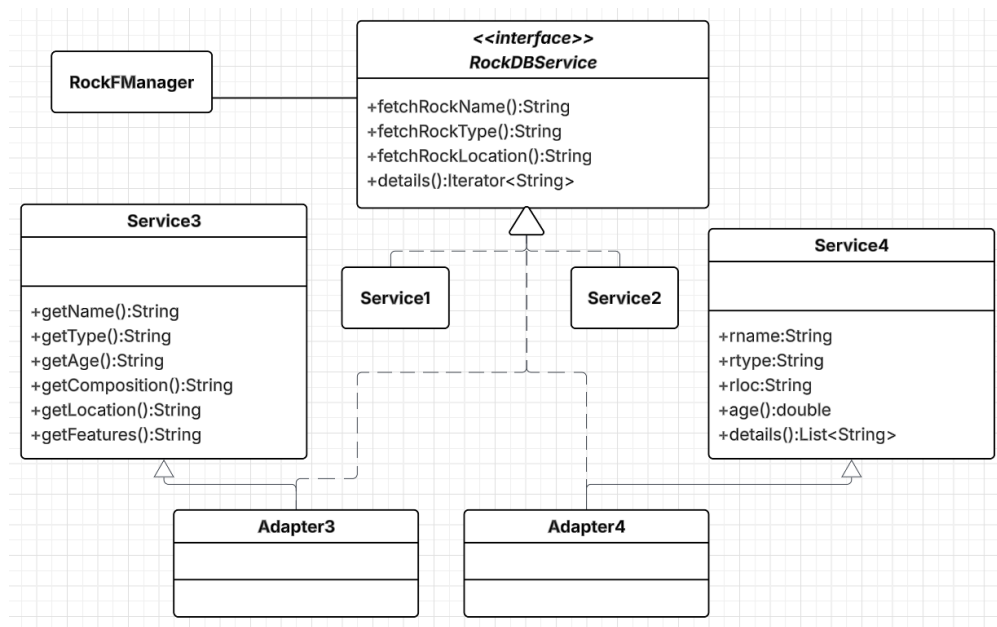 RockFManager
<<interface>>
RockDBService
+fetchRockName():String
+fetchRockType():String
+fetchRockLocation():String
+details():Iterator<String>
Service3
+getName():String
+getType():String
+getAge():String
+getComposition():String
+getLocation():String
+getFeatures():String
Service1
Service2
Service4
+rname:String
+rtype:String
+rloc:String
+age():double
+details():List<String>
Adapter3
Adapter4